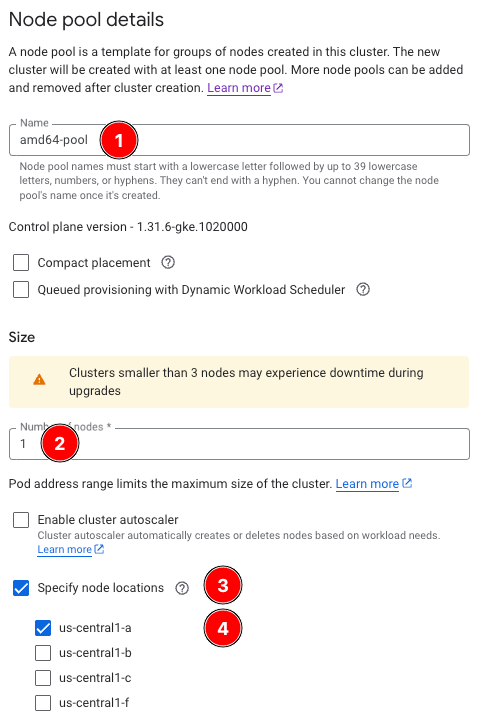 Node pool details
A node pool is a template for groups of nodes created in this cluster. The new
cluster will be created with at least one node pool. More node pools can be added
and removed after cluster creation. Learn more
Name
amd64-pool
1
Node pool names must start with a lowercase letter followed by up to 39 lowercase
letters, numbers, or hyphens. They can't end with a hyphen. You cannot change the node
pool's name once it's created.
Control plane version - 1.31.6-gke.1020000
Compact placement
Queued provisioning with Dynamic Workload Scheduler
Size
Clusters smaller than 3 nodes may experience downtime during
upgrades
Number of nodes *
1
2
Pod address range limits the maximum size of the cluster. Learn more
Enable cluster autoscaler
Cluster autoscaler automatically creates or deletes nodes based on workload needs.
Learn more
Specify node locations
3
us-central1-a
4
us-central1-b
us-central1-c
us-central1-f